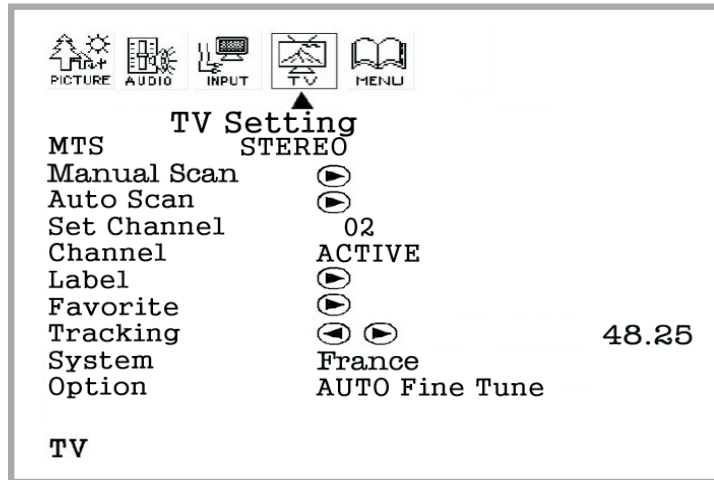 PICTURE AUDIO INPUT TV MENU
TV Setting
MTS STEREO
Manual Scan
Auto Scan
Set Channel 02
Channel ACTIVE
Label
Favorite
Tracking 48.25
System France
Option AUTO Fine Tune
TV